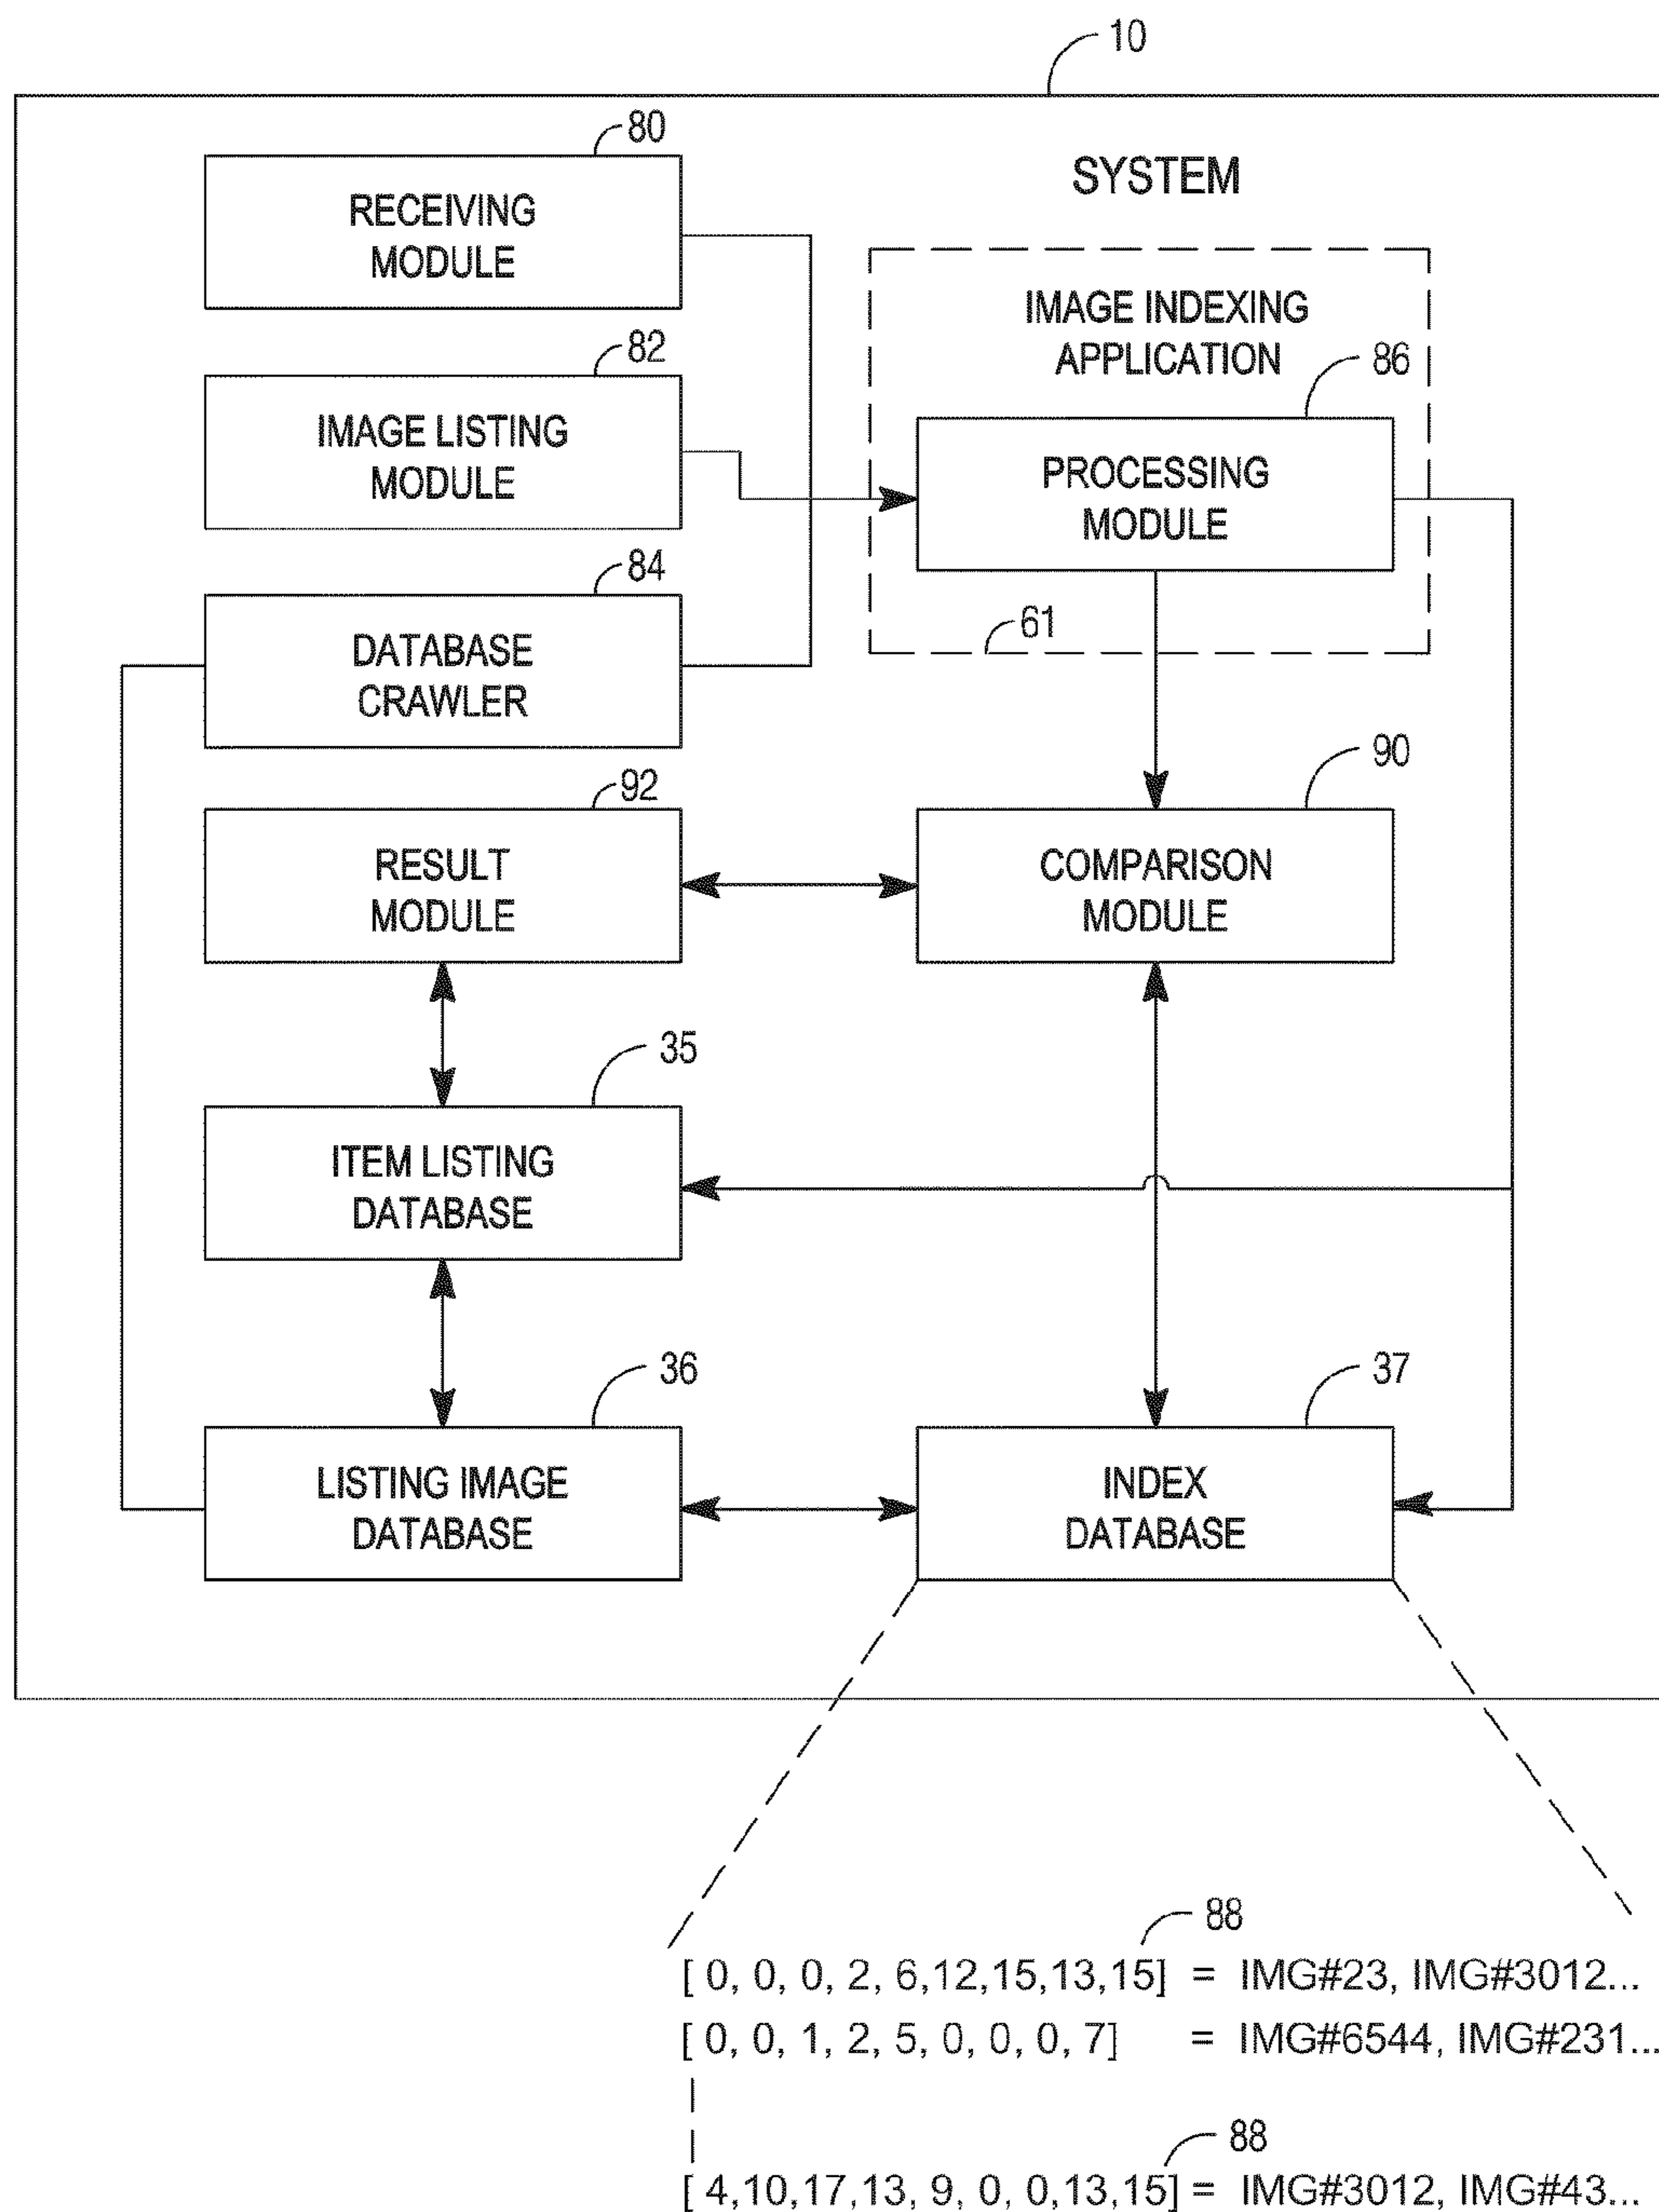 10
SYSTEM
80
RECEIVING
MODULE
82
IMAGE LISTING
MODULE
84
DATABASE
CRAWLER
IMAGE INDEXING
APPLICATION
86
PROCESSING
MODULE
61
92
RESULT
MODULE
90
COMPARISON
MODULE
35
ITEM LISTING
DATABASE
36
LISTING IMAGE
DATABASE
37
INDEX
DATABASE
88
[ 0, 0, 0, 2, 6,12,15,13,15] = IMG#23, IMG#3012...
[ 0, 0, 1, 2, 5, 0, 0, 0, 7] = IMG#6544, IMG#231...
88
[ 4,10,17,13, 9, 0, 0,13,15] = IMG#3012, IMG#43...